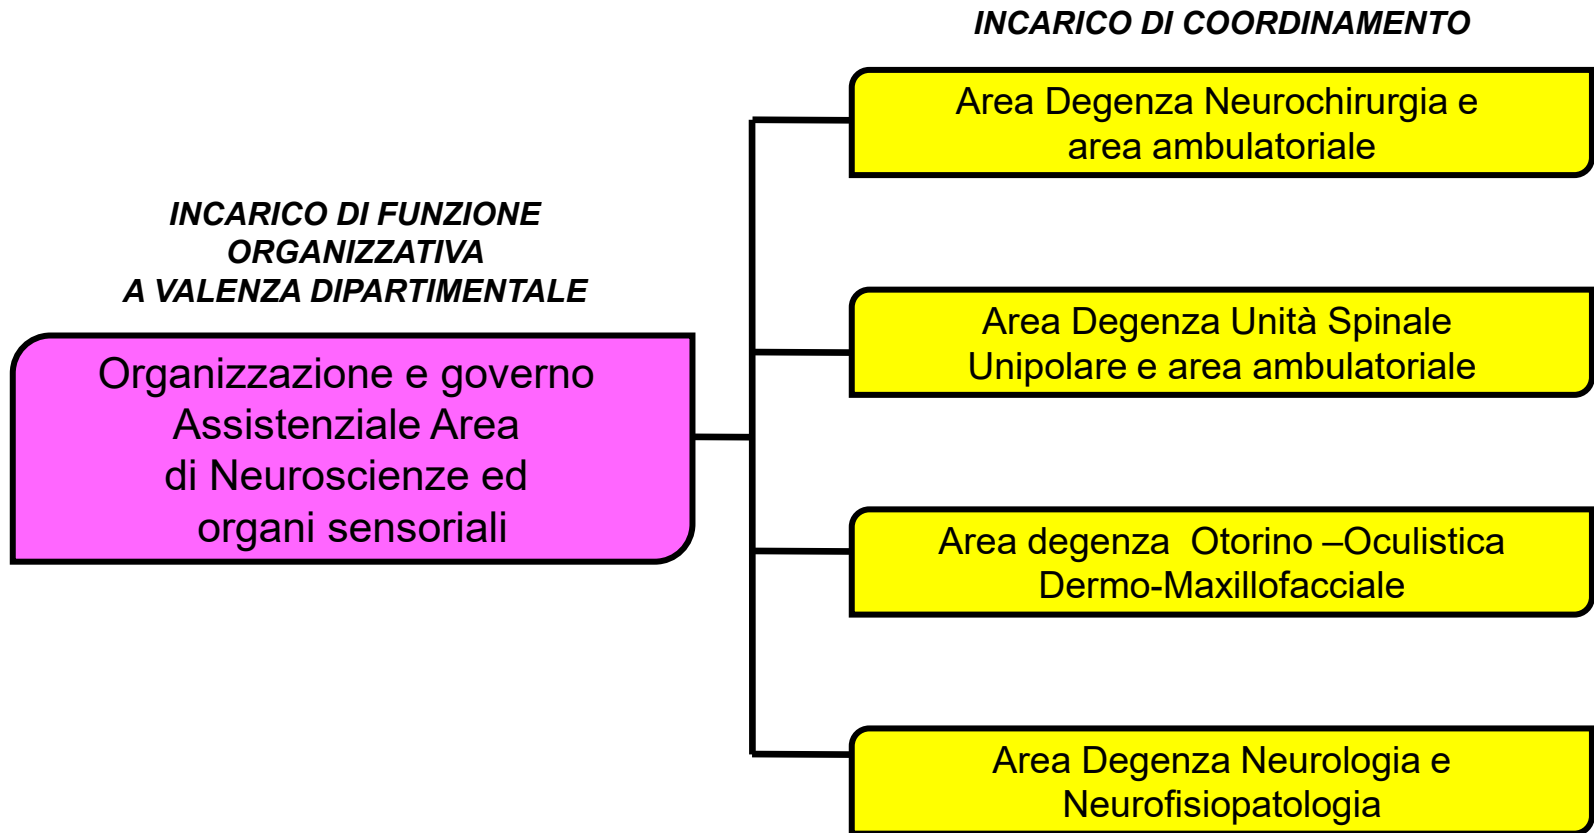 INCARICO DI COORDINAMENTO
Area Degenza Neurochirurgia e
area ambulatoriale
INCARICO DI FUNZIONE
ORGANIZZATIVA
A VALENZA DIPARTIMENTALE
Organizzazione e governo
Assistenziale Area
di Neuroscienze ed
organi sensoriali
Area Degenza Unità Spinale
Unipolare e area ambulatoriale
Area degenza Otorino –Oculistica
Dermo-Maxillofacciale
Area Degenza Neurologia e
Neurofisiopatologia